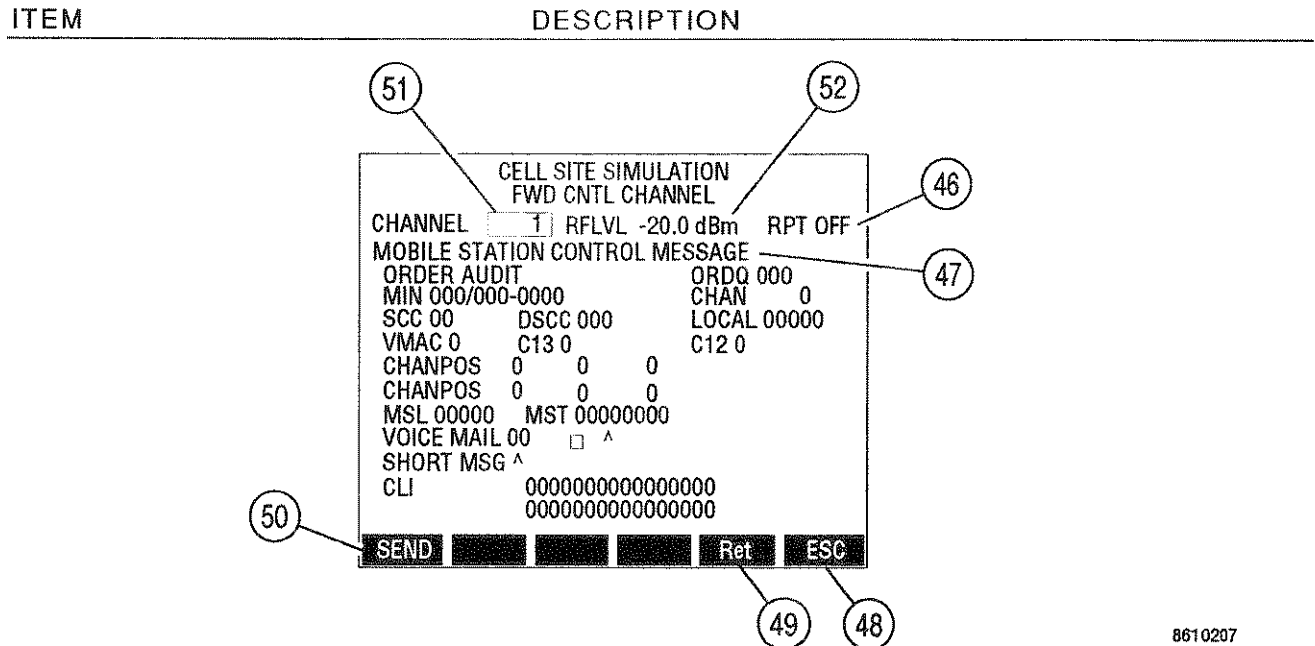 ITEM DESCRIPTION
51 52
CELL SITE SIMULATION
FWD CNTL CHANNEL
46
CHANNEL 1 RFLVL -20.0 dBm RPT OFF
MOBILE STATION CONTROL MESSAGE
47
ORDER AUDIT ORDQ 000
MIN 000/000-0000 CHAN 0
SCC 00 DSCC 000 LOCAL 00000
VMAC 0 C13 0 C12 0
CHANPOS 0 0 0
CHANPOS 0 0 0
MSL 00000 MST 00000000
VOICE MAIL 00 □ ^
SHORT MSG ^
CLI 0000000000000000
0000000000000000
50
SEND Ret ESC
49 48
8610207